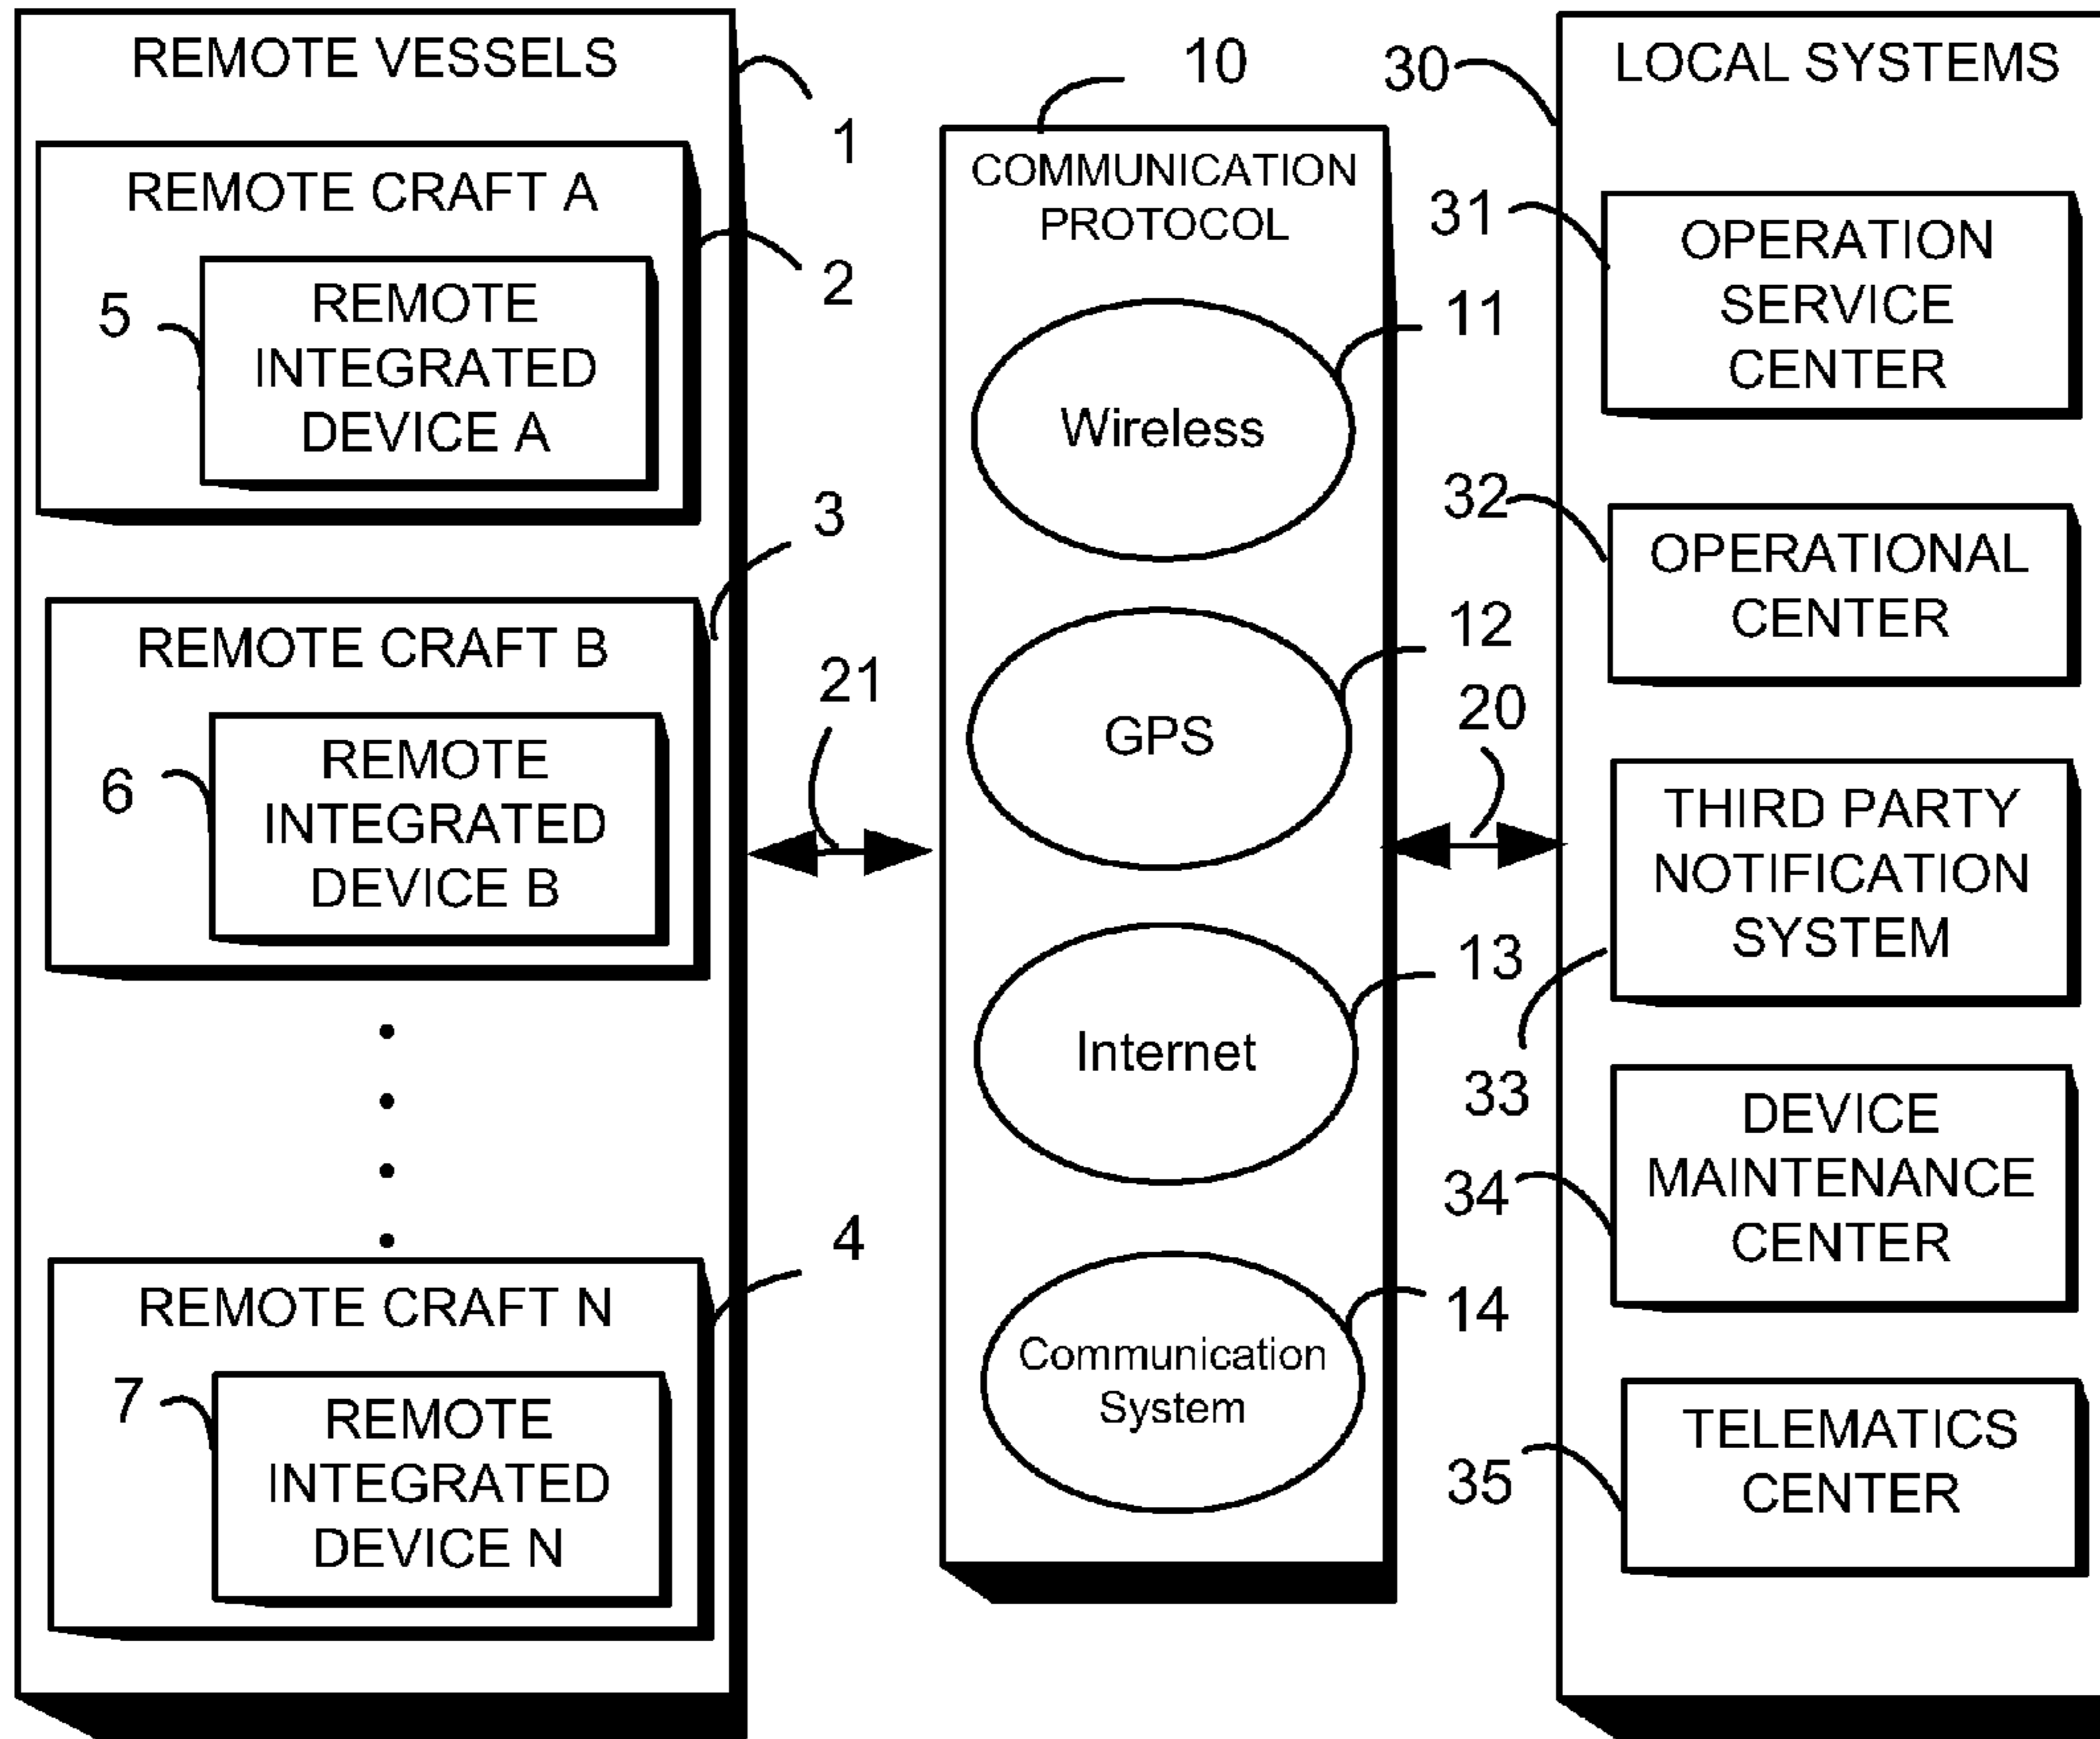 REMOTE VESSELS
1
REMOTE CRAFT A
2
5
REMOTE
INTEGRATED
DEVICE A
3
REMOTE CRAFT B
6
REMOTE
INTEGRATED
DEVICE B
4
REMOTE CRAFT N
7
REMOTE
INTEGRATED
DEVICE N
21
10
COMMUNICATION
PROTOCOL
11
Wireless
12
GPS
13
Internet
14
Communication
System
20
30
LOCAL SYSTEMS
31
OPERATION
SERVICE
CENTER
32
OPERATIONAL
CENTER
THIRD PARTY
NOTIFICATION
SYSTEM
33
DEVICE
MAINTENANCE
CENTER
34
TELEMATICS
CENTER
35